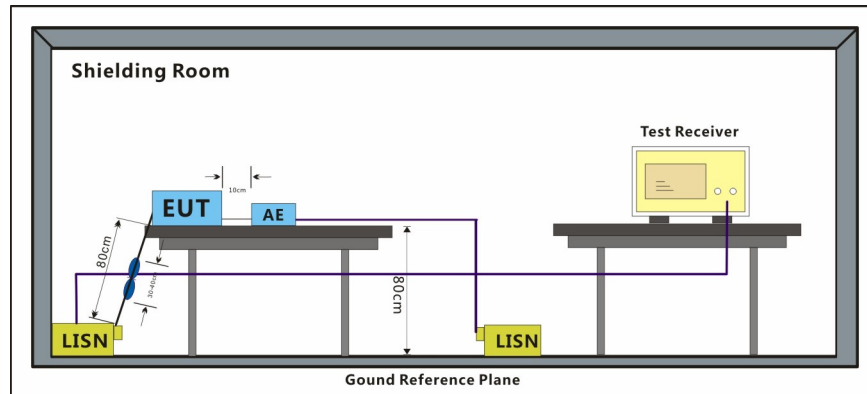 Shielding Room
Test Receiver
10cm
EUT
AE
80cm
30-40cm
80cm
LISN
LISN
Gound Reference Plane